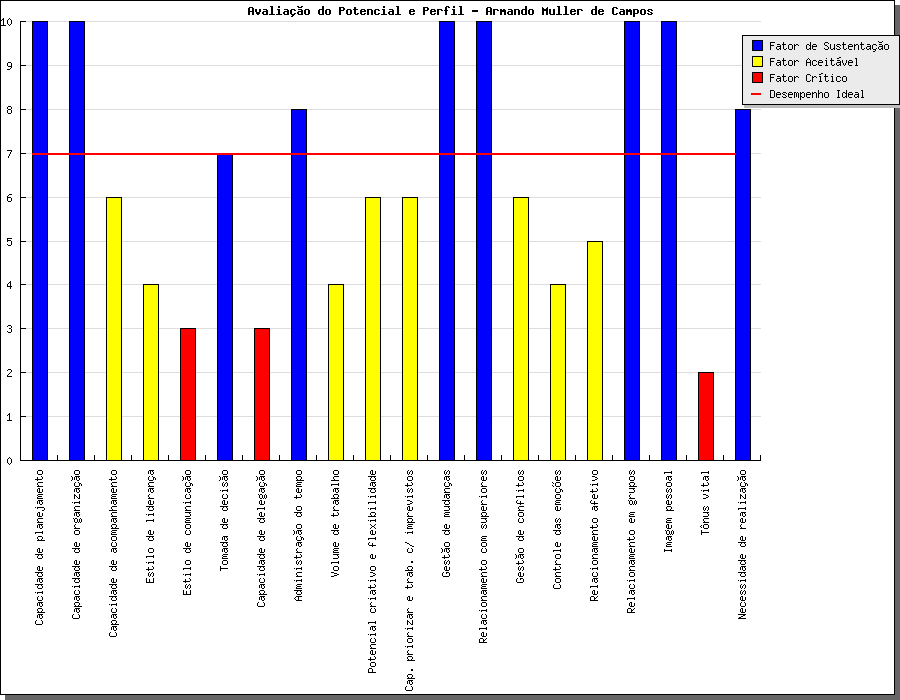 Avaliação do Potencial e Perfil - Armando Muller de Campos
Fator de Sustentação
Fator Aceitável
Fator Crítico
Desempenho Ideal
10
9
8
7
6
5
4
3
2
1
0
Capacidade de planejamento
Capacidade de organização
Capacidade de acompanhamento
Estilo de liderança
Estilo de comunicação
Tomada de decisão
Capacidade de delegação
Administração do tempo
Volume de trabalho
Potencial criativo e flexibilidade
Cap. priorizar e trab. c/ imprevistos
Gestão de mudanças
Relacionamento com superiores
Gestão de conflitos
Controle das emoções
Relacionamento afetivo
Relacionamento em grupos
Imagem pessoal
Tônus vital
Necessidade de realização